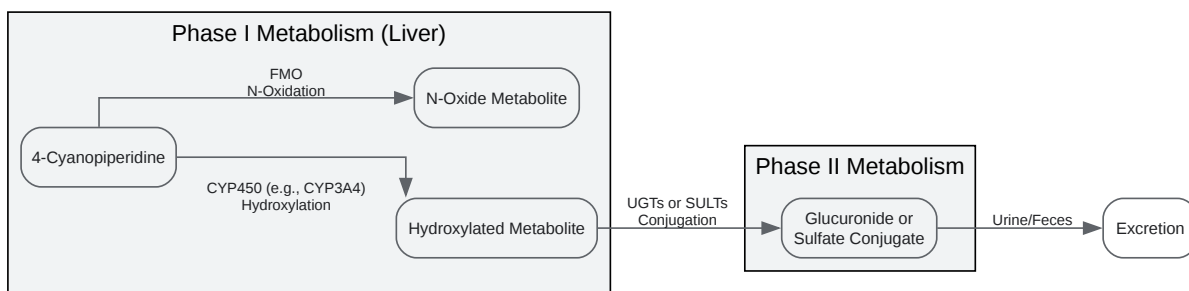 Phase I Metabolism (Liver)
FMO
N-Oxidation
N-Oxide Metabolite
4-Cyanopiperidine
CYP450 (e.g., CYP3A4)
Hydroxylation
Hydroxylated Metabolite
UGTs or SULTs
Conjugation
Phase II Metabolism
Glucuronide or
Sulfate Conjugate
Urine/Feces
Excretion